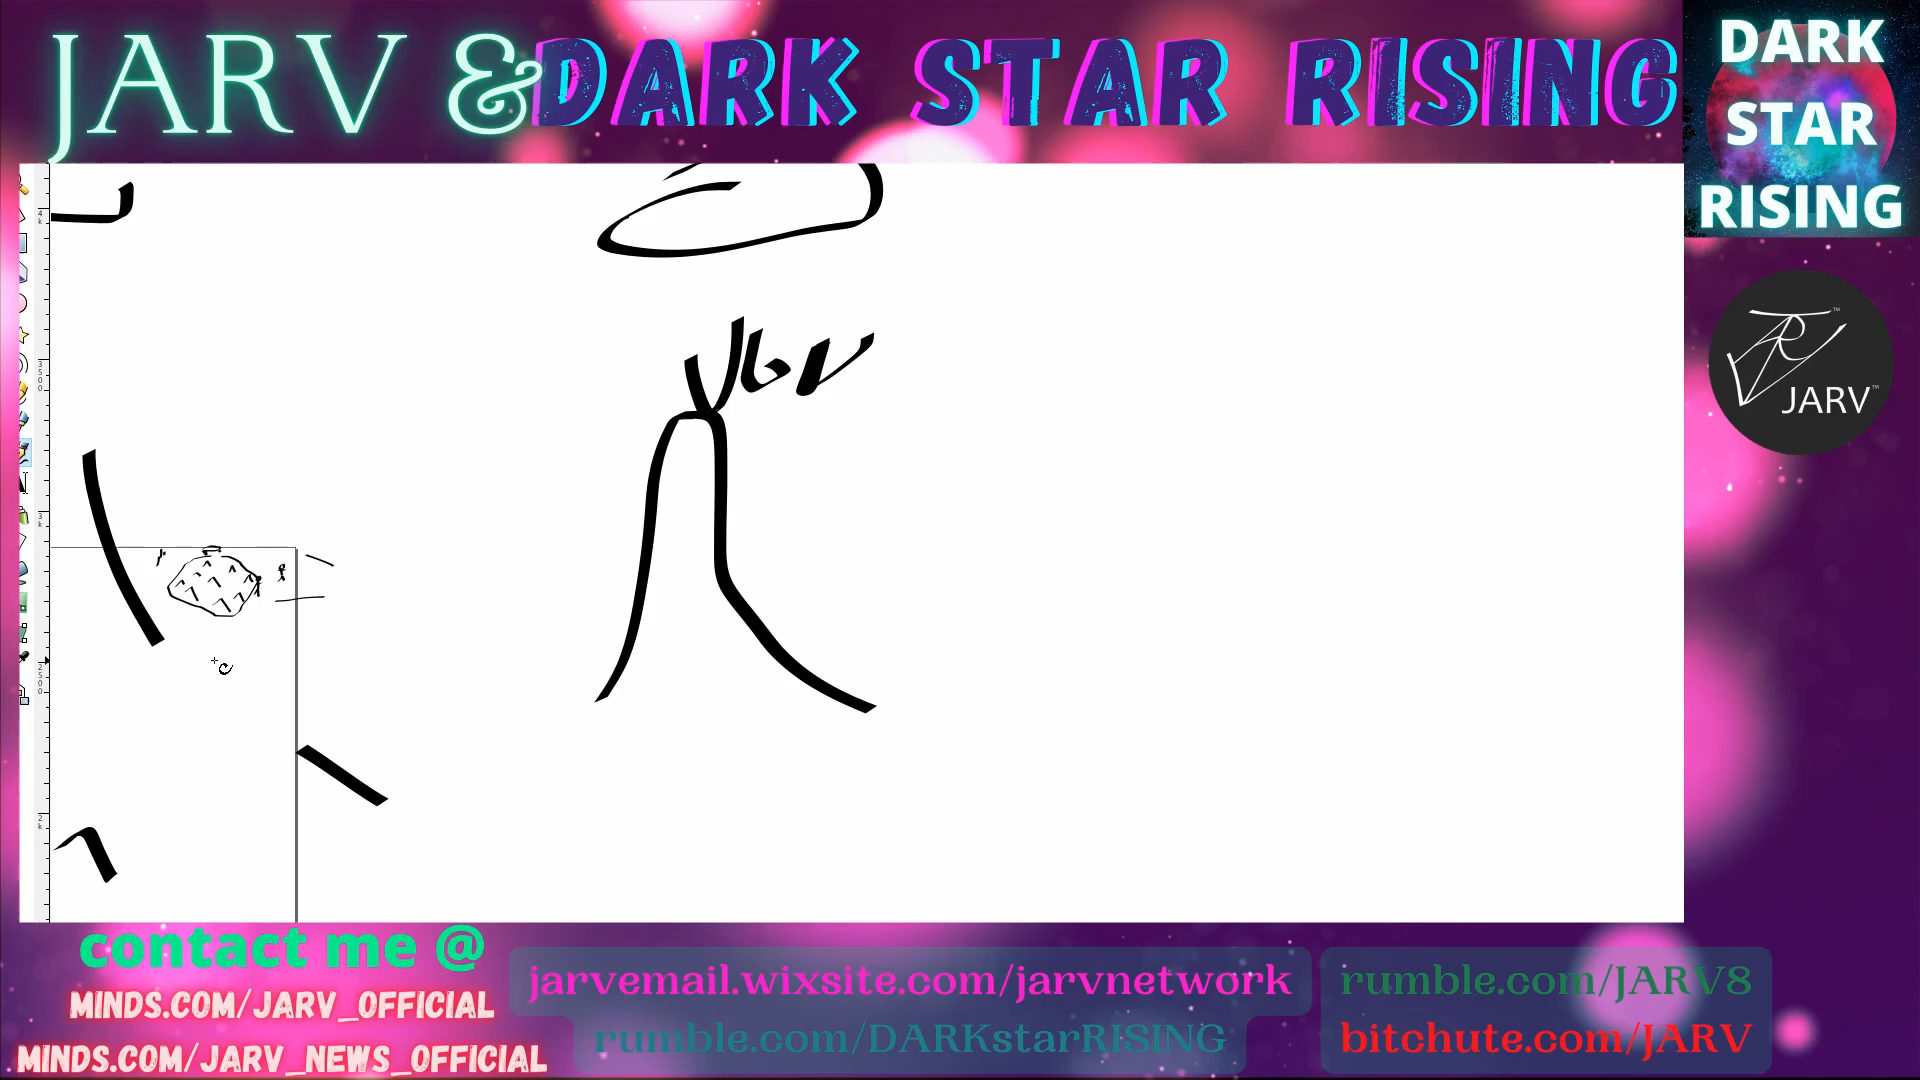 JARV & DARK STAR RISING
DARK
STAR
RISING
JARV™
contact me @
MINDS.COM/JARV_OFFICIAL
MINDS.COM/JARV_NEWS_OFFICIAL
jarvemail.wixsite.com/jarvnetwork
rumble.com/DARKstarRISING
rumble.com/JARV8
bitchute.com/JARV